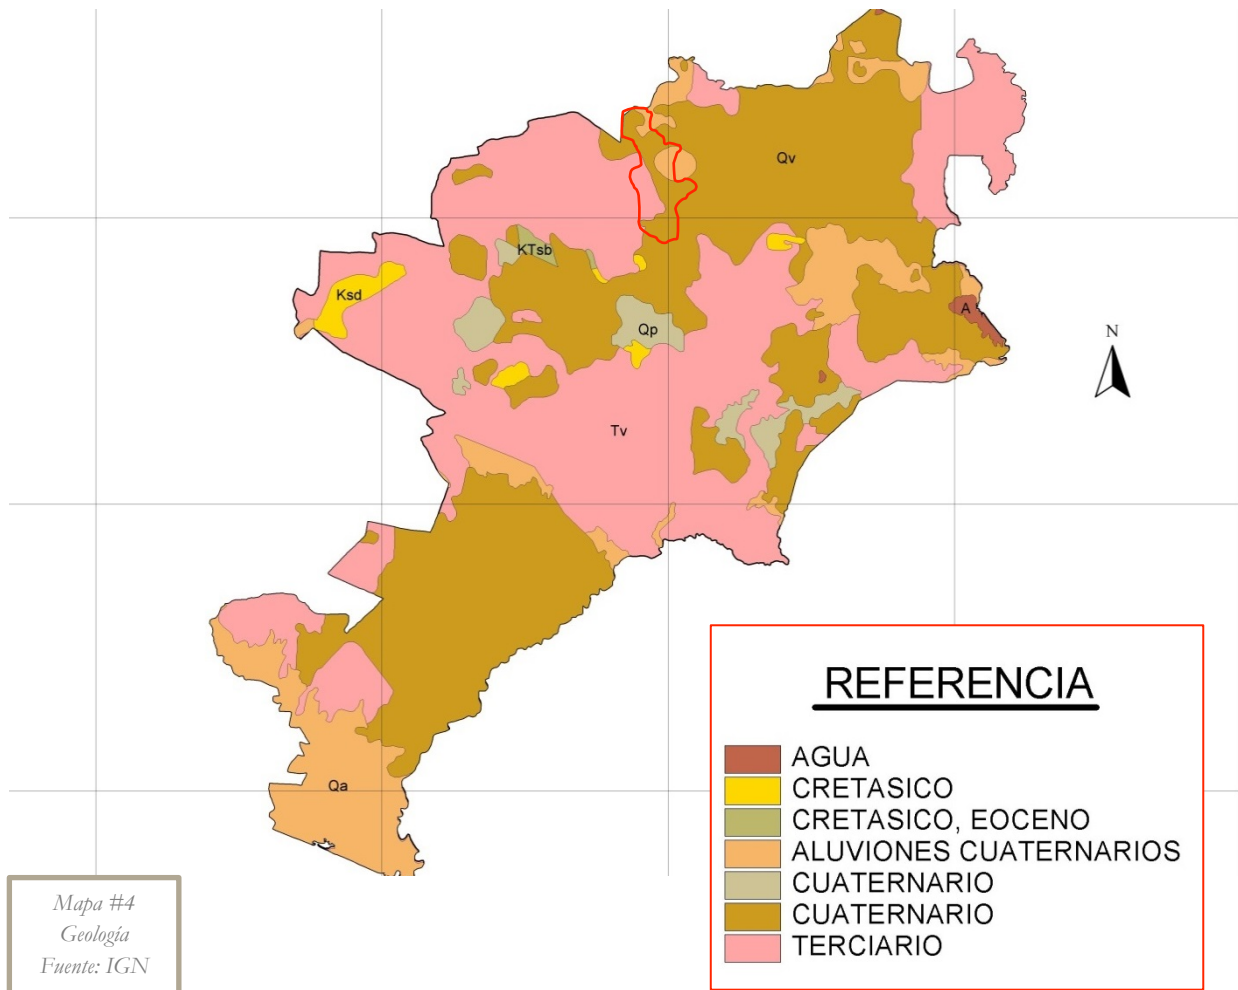 Qv
KTsb
Ksd
A
Qp
N
Tv
Qa
REFERENCIA
AGUA
CRETASICO
CRETASICO, EOCENO
ALUVIONES CUATERNARIOS
CUATERNARIO
CUATERNARIO
TERCIARIO
Mapa #4
Geología
Fuente: IGN